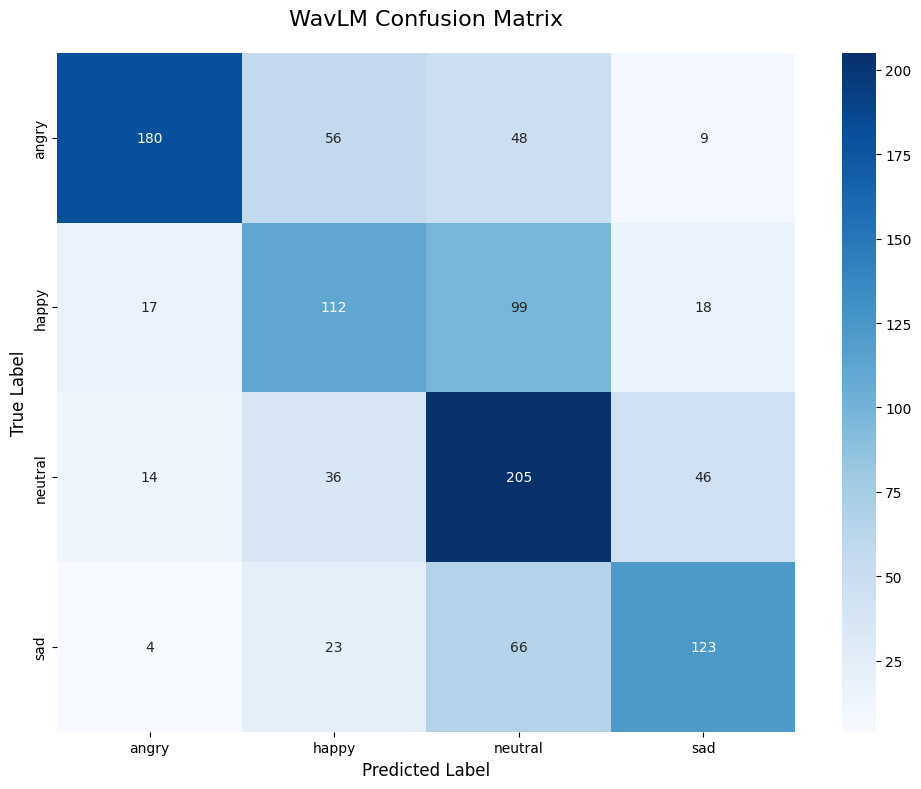 WavLM Confusion Matrix
angry
180
56
48
9
happy
17
112
99
18
neutral
14
36
205
46
sad
4
23
66
123
angry
happy
neutral
sad
Predicted Label
True Label
200
175
150
125
100
75
50
25